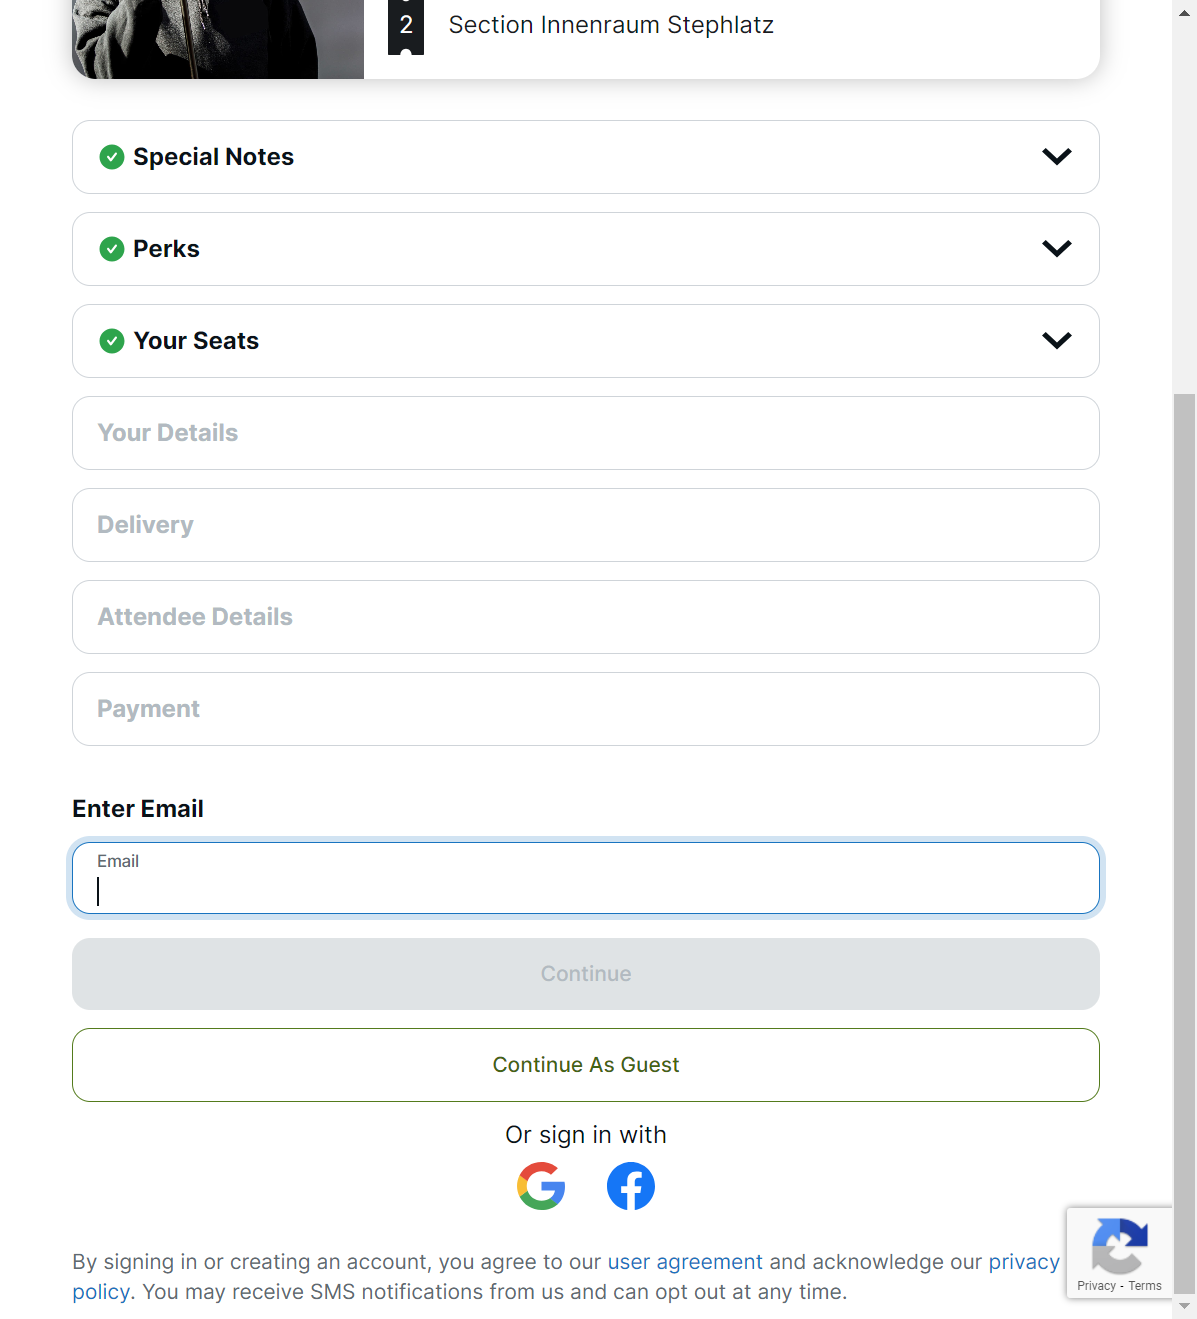 2
Section Innenraum Stephlatz
Special Notes
Perks
Your Seats
Your Details
Delivery
Attendee Details
Payment
Enter Email
Email
Continue
Continue As Guest
Or sign in with
By signing in or creating an account, you agree to our user agreement and acknowledge our privacy
policy. You may receive SMS notifications from us and can opt out at any time.
Privacy - Terms